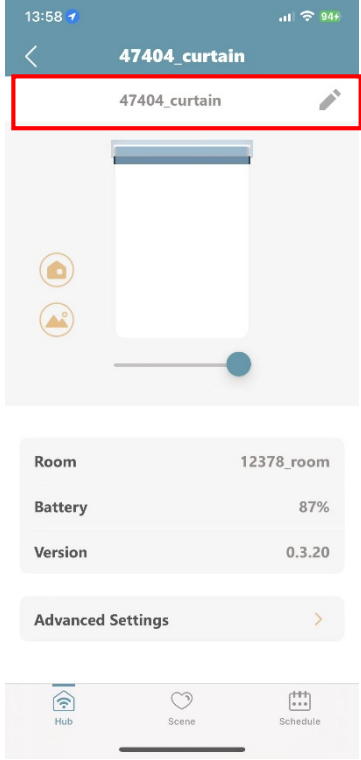 13:58 94+
47404_curtain
47404_curtain
Room 12378_room
Battery 87%
Version 0.3.20
Advanced Settings
Hub Scene Schedule